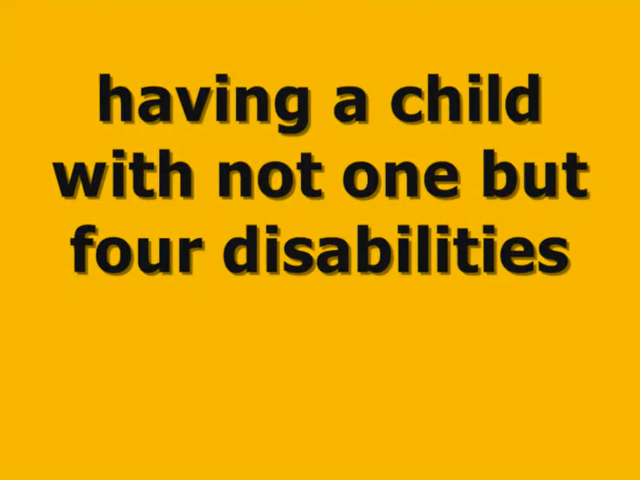 having a child
with not one but
four disabilities